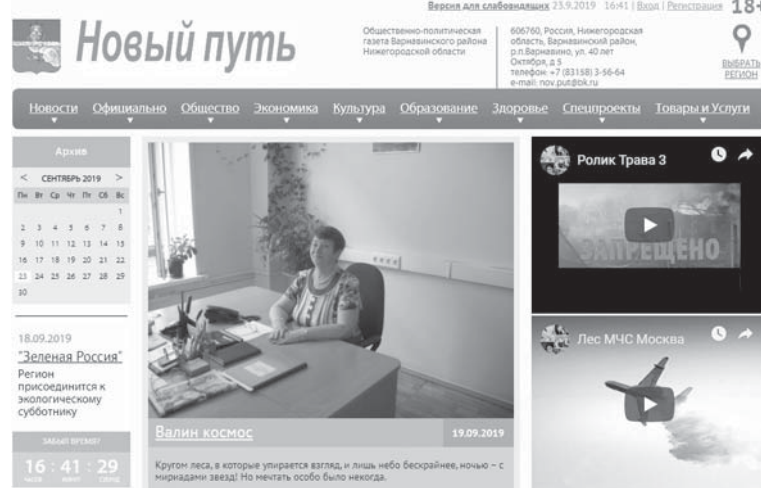 Версия для слабовидящих 23.9.2019 16:41 | Вход | Регистрация 18+
Новый путь
Общественно-политическая
газета Варнавинского района
Нижегородской области
606760, Россия, Нижегородская
область, Варнавинский район,
р.п.Варнавино, ул. 40 лет
Октября, д 5
телефон: +7 (83158) 3-56-64
e-mail: nov.put@bk.ru
ВЫБРАТЬ
РЕГИОН
Новости Официально Общество Экономика Культура Образование Здоровье Спецпроекты Товары и Услуги
Архив
< СЕНТЯБРЬ 2019 >
Пн Вт Ср Чт Пт Сб Вс
1
2 3 4 5 6 7 8
9 10 11 12 13 14 15
16 17 18 19 20 21 22
23 24 25 26 27 28 29
30
18.09.2019
"Зеленая Россия"
Регион
присоединится к
экологическому
субботнику
ЗАБЫЛ ВРЕМЯ?
16 : 41 : 29
ЧАСОВ МИНУТ СЕКУНД
Валин космос 19.09.2019
Кругом леса, в которые упирается взгляд, и лишь небо бескрайнее, ночью – с
мириадами звезд! Но мечтать особо было некогда.
Ролик Трава 3
ЗАПРЕЩЕНО
Лес МЧС Москва